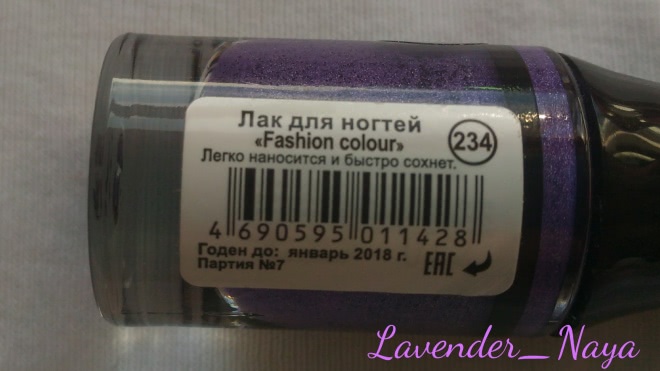 Лак для ногтей
«Fashion colour»
234
Легко наносится и быстро сохнет.
4 690595 011428
Годен до: январь 2018 г.
Партия №7
EAC
Lavender_Naya